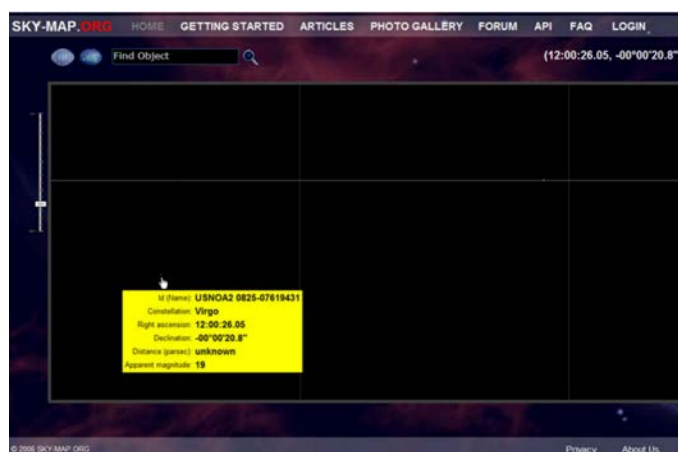 SKY-MAP.ORG HOME GETTING STARTED ARTICLES PHOTO GALLERY FORUM API FAQ LOGIN
Find Object (12:00:26.05, -00°00'20.8"
Id (Name): USNOA2 0825-07619431
Constellation: Virgo
Right ascension: 12:00:26.05
Declination: -00°00'20.8"
Distance (parsec): unknown
Apparent magnitude: 19
© 2006 SKY-MAP.ORG Privacy About Us